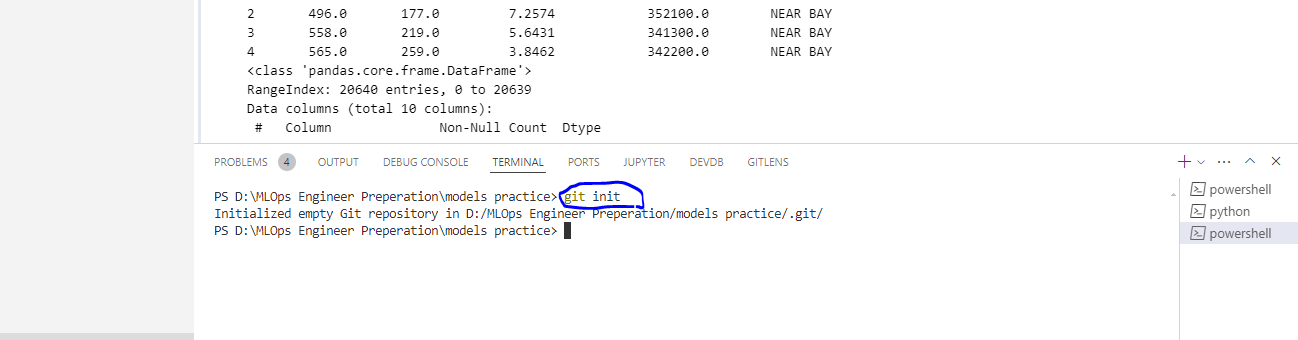 2 496.0 177.0 7.2574 352100.0 NEAR BAY
3 558.0 219.0 5.6431 341300.0 NEAR BAY
4 565.0 259.0 3.8462 342200.0 NEAR BAY
<class 'pandas.core.frame.DataFrame'>
RangeIndex: 20640 entries, 0 to 20639
Data columns (total 10 columns):
# Column Non-Null Count Dtype
PROBLEMS 4 OUTPUT DEBUG CONSOLE TERMINAL PORTS JUPYTER DEVDB GITLENS
PS D:\MLOps Engineer Preperation\models practice> git init
Initialized empty Git repository in D:/MLOps Engineer Preperation/models practice/.git/
PS D:\MLOps Engineer Preperation\models practice>
powershell
python
powershell